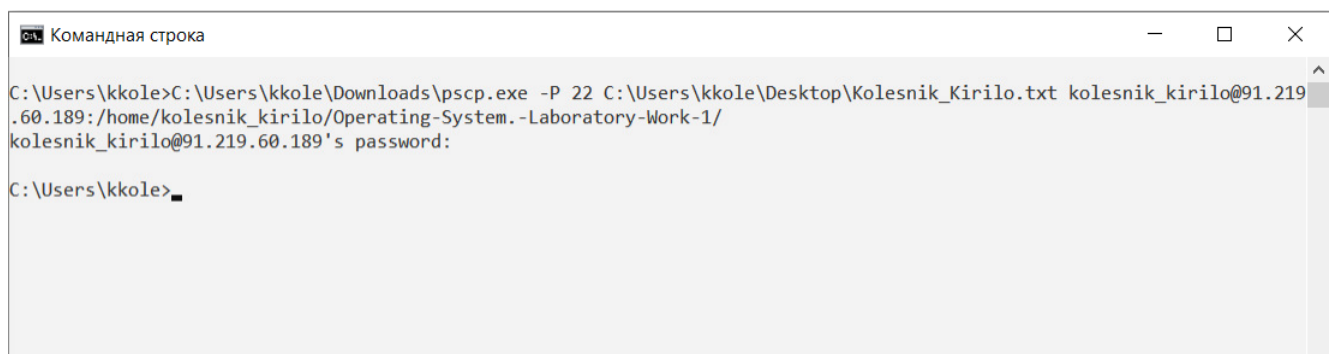 Командная строка
C:\Users\kkole>C:\Users\kkole\Downloads\pscp.exe -P 22 C:\Users\kkole\Desktop\Kolesnik_Kirilo.txt kolesnik_kirilo@91.219
.60.189:/home/kolesnik_kirilo/Operating-System.-Laboratory-Work-1/
kolesnik_kirilo@91.219.60.189's password:
C:\Users\kkole>